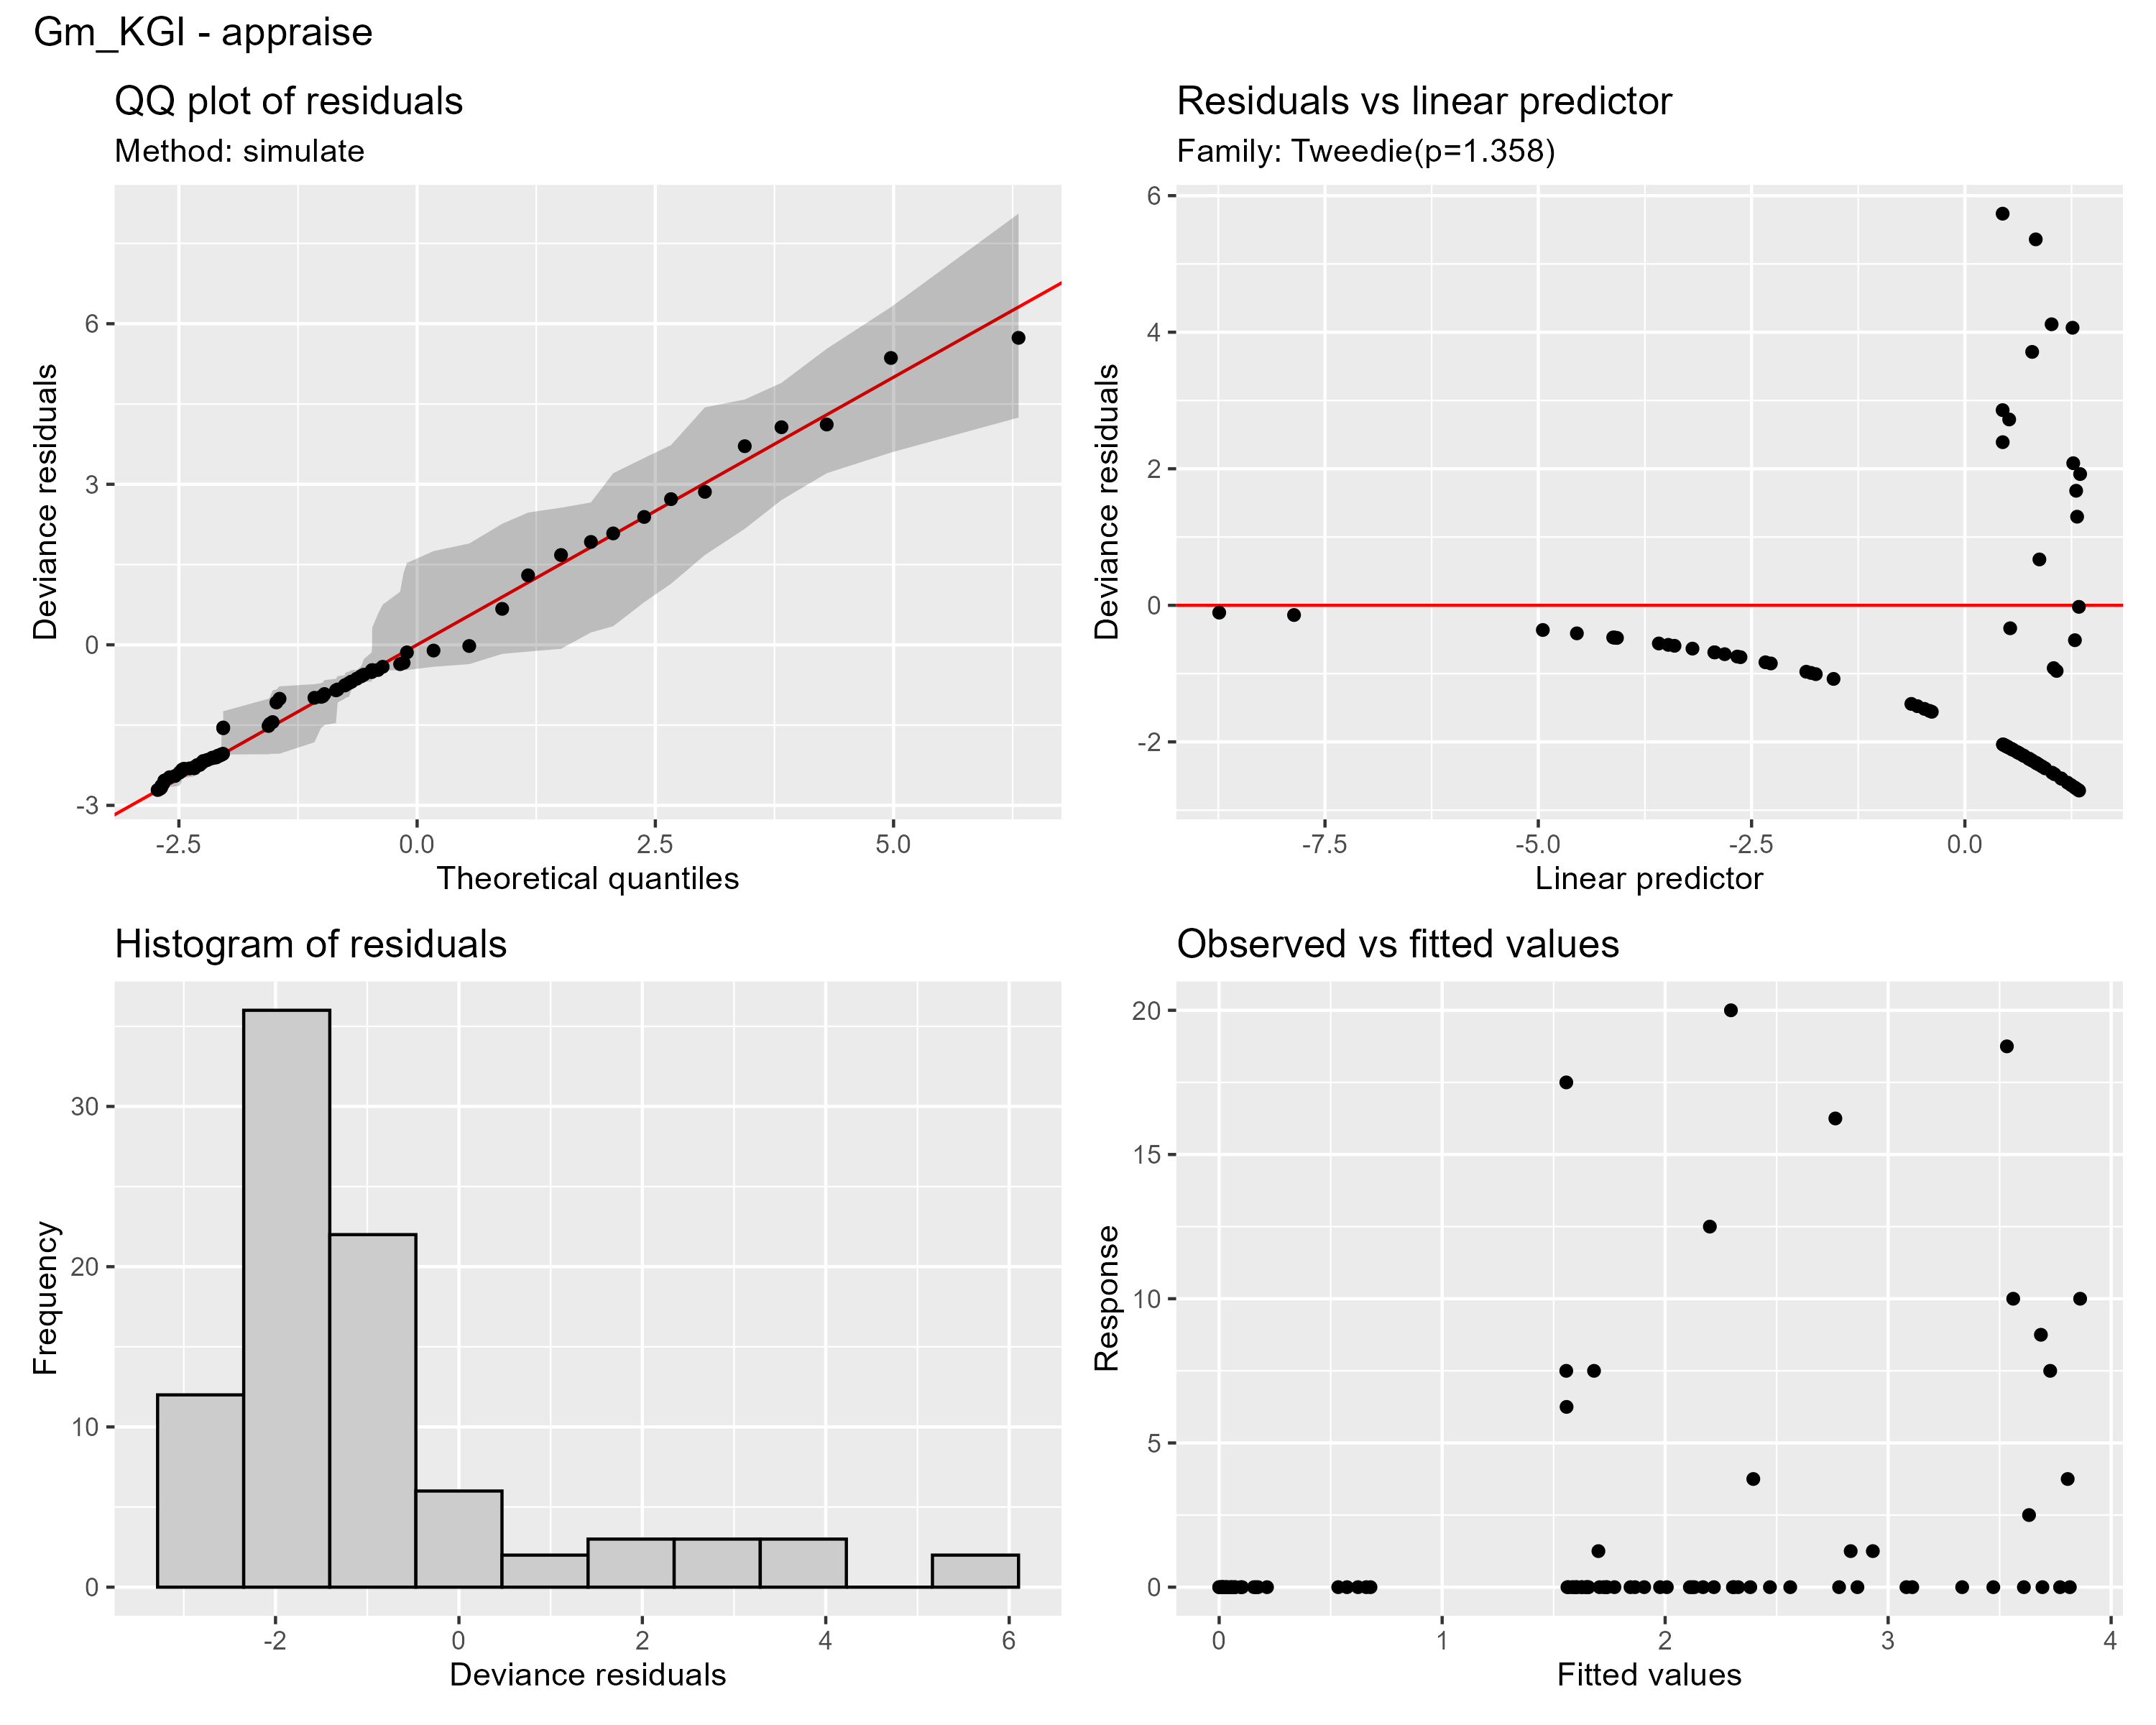 Gm_KGl - appraise
QQ plot of residuals
Method: simulate
6
3
0
-3
Deviance residuals
-2.5 0.0 2.5 5.0
Theoretical quantiles
Residuals vs linear predictor
Family: Tweedie(p=1.358)
6
4
2
0
-2
Deviance residuals
-7.5 -5.0 -2.5 0.0
Linear predictor
Histogram of residuals
30
20
10
0
Frequency
-2 0 2 4 6
Deviance residuals
Observed vs fitted values
20
15
10
5
0
Response
0 1 2 3 4
Fitted values